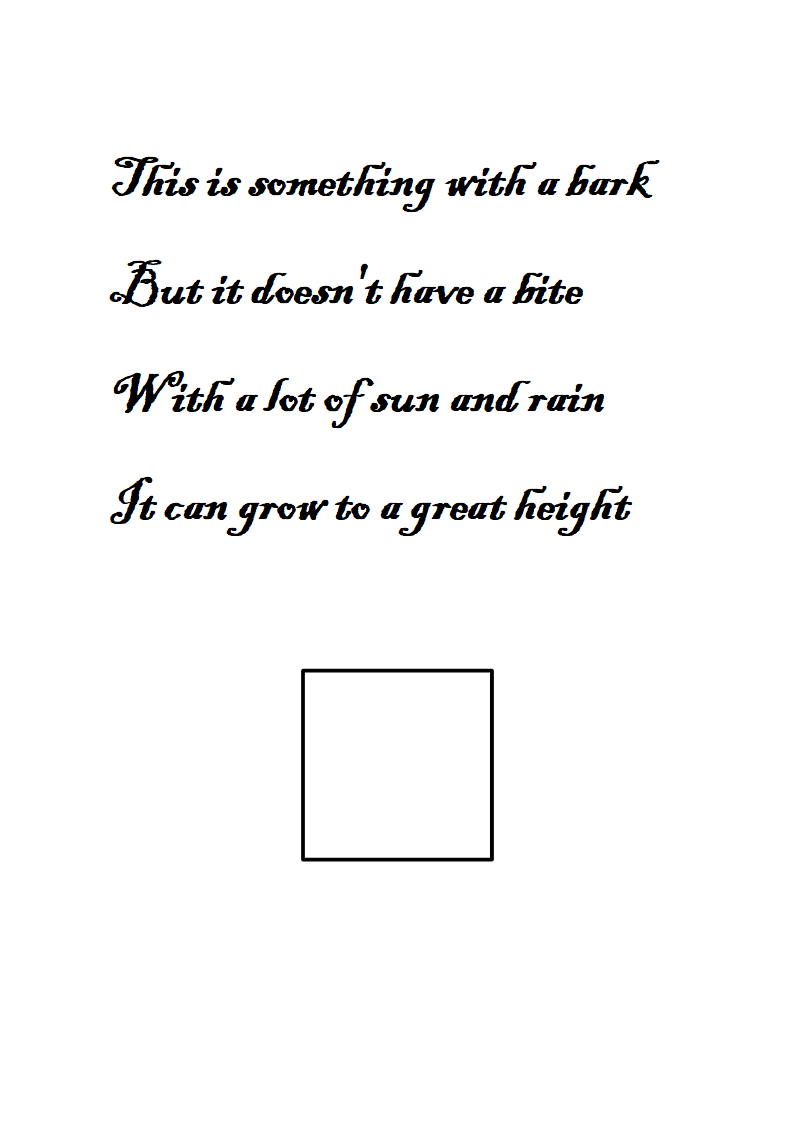 This is something with a bark
But it doesn't have a bite
With a lot of sun and rain
It can grow to a great height